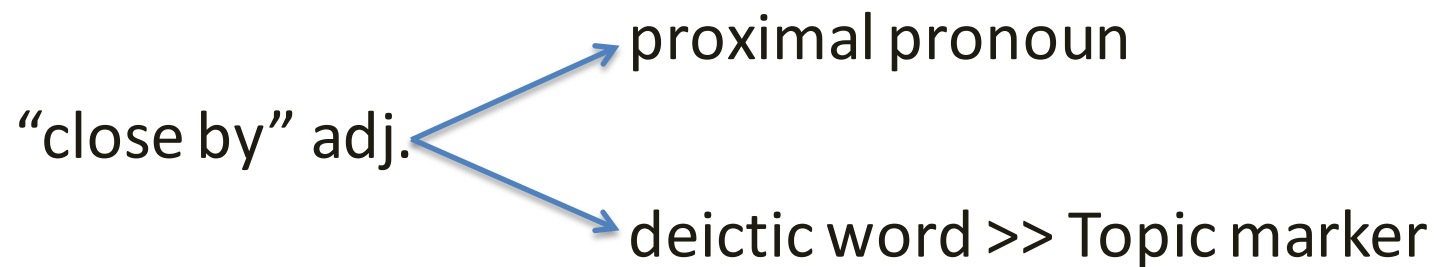 proximal pronoun
“close by” adj.
deictic word >> Topic marker